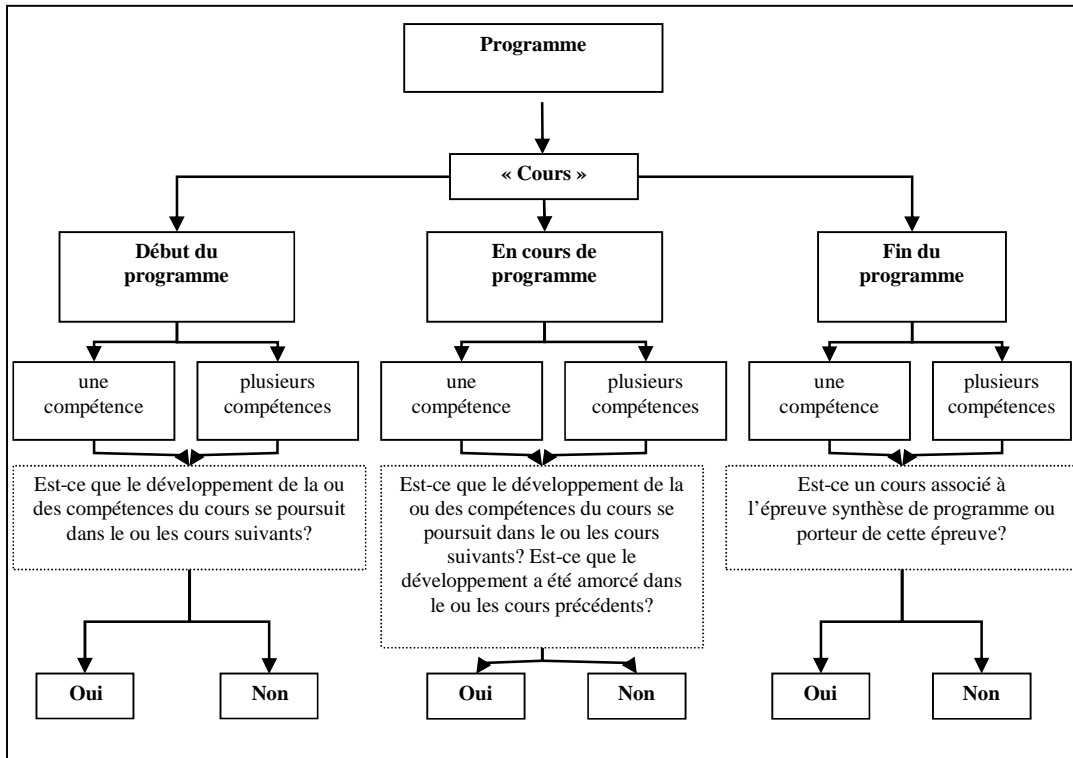 Programme
« Cours »
Début du
programme
En cours de
programme
Fin du
programme
une
compétence
plusieurs
compétences
une
compétence
plusieurs
compétences
une
compétence
plusieurs
compétences
Est-ce que le développement de la ou
des compétences du cours se poursuit
dans le ou les cours suivants?
Est-ce que le développement de la
ou des compétences du cours se
poursuit dans le ou les cours
suivants? Est-ce que le
développement a été amorcé dans
le ou les cours précédents?
Est-ce un cours associé à
l’épreuve synthèse de programme ou
porteur de cette épreuve?
Oui
Non
Oui
Non
Oui
Non